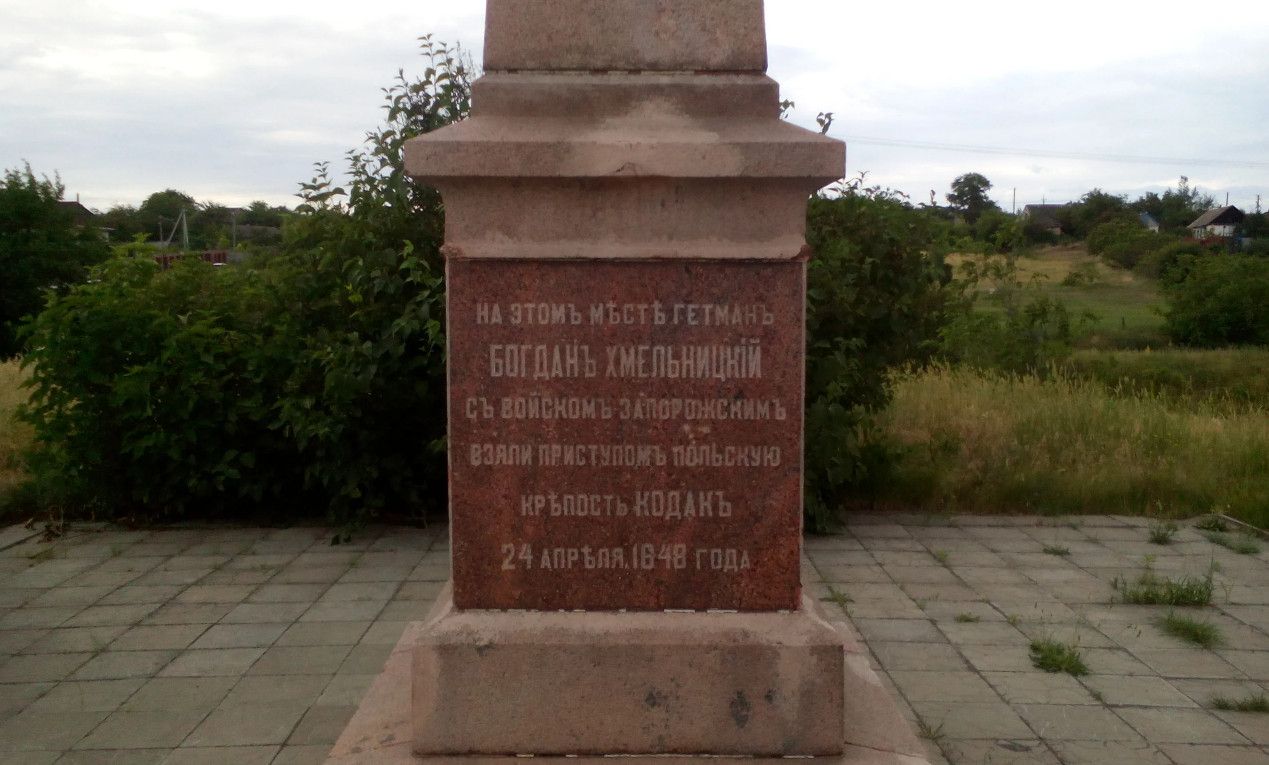 НА ЭТОМЪ МѢСТѢ ГЕТМАНЪ
БОГДАНЪ ХМЕЛЬНИЦКІЙ
СЪ ВОЙСКОМЪ ЗАПОРОЖСКИМЪ
ВЗЯЛИ ПРИСТУПОМЪ ПОЛЬСКУЮ
КРѢПОСТЬ КОДАКЪ
24 АПРѢЛЯ. 1648 ГОДА